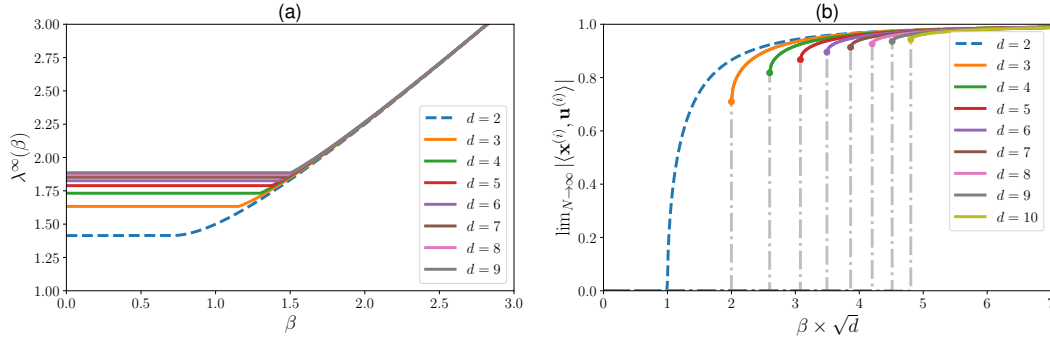 (a)
3.00
2.75
2.50
2.25
2.00
1.75
1.50
1.25
1.00
λ^∞(β)
0.0
0.5
1.0
1.5
2.0
2.5
3.0
β
d = 2
d = 3
d = 4
d = 5
d = 6
d = 7
d = 8
d = 9
(b)
1.0
0.8
0.6
0.4
0.2
0.0
lim_{N→∞} |⟨x^{(i)}, u^{(i)}⟩|
0
1
2
3
4
5
6
7
β × √d
d = 2
d = 3
d = 4
d = 5
d = 6
d = 7
d = 8
d = 9
d = 10